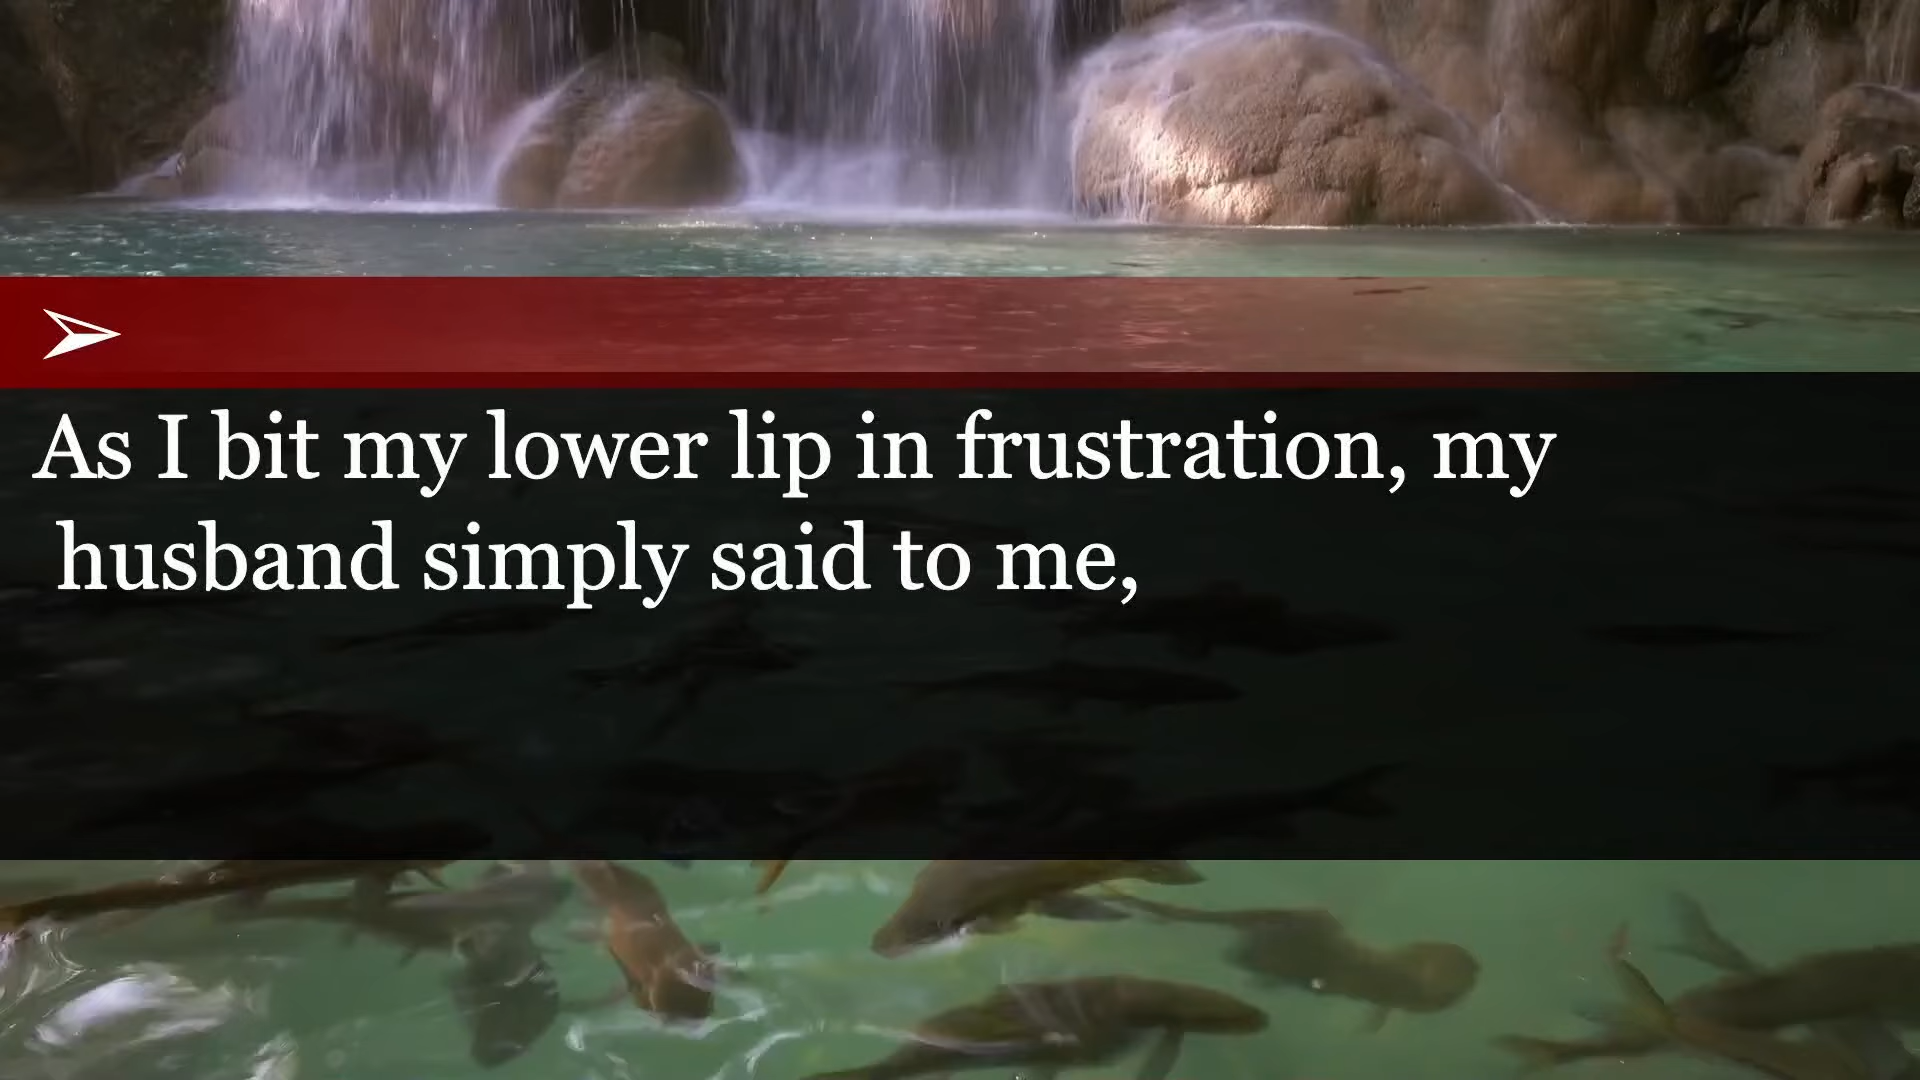 As I bit my lower lip in frustration, my
husband simply said to me,